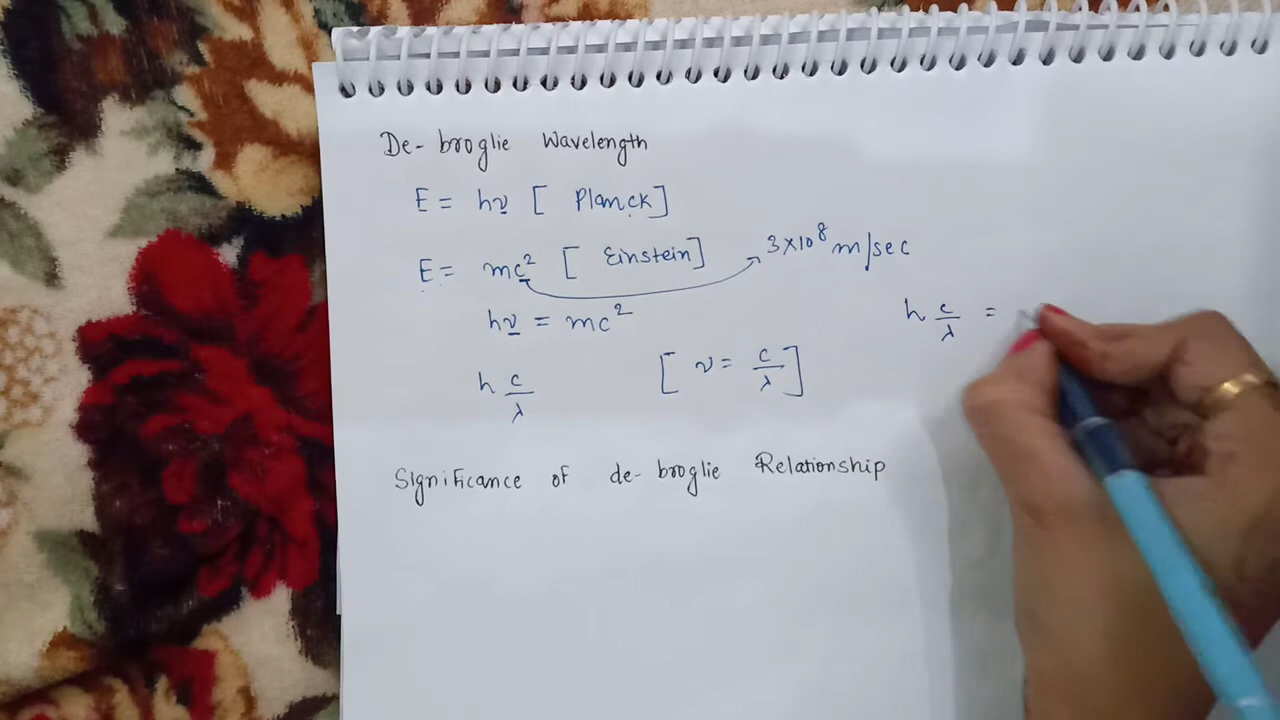 De-broglie Wavelength
E = hν [ Planck]
E = mc² [ Einstein] 3×10⁸ m/sec
hν = mc²
h c/λ =
h c/λ [ ν = c/λ ]
Significance of de-broglie Relationship